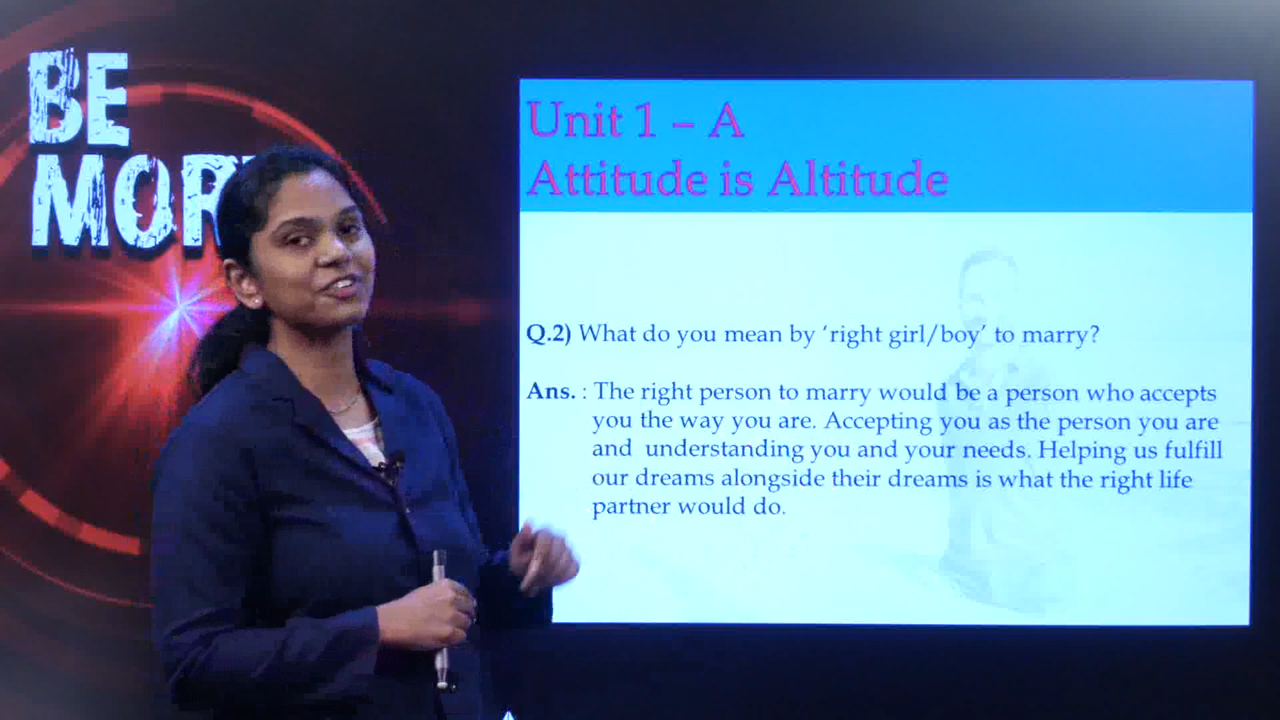 BE
MOR
Unit 1 – A
Attitude is Altitude
Q.2) What do you mean by ‘right girl/boy’ to marry?
Ans. : The right person to marry would be a person who accepts
you the way you are. Accepting you as the person you are
and understanding you and your needs. Helping us fulfill
our dreams alongside their dreams is what the right life
partner would do.